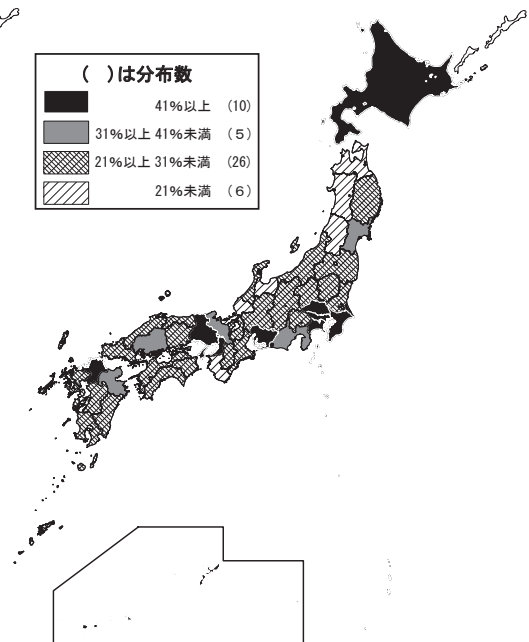 (　)は分布数
41%以上 (10)
31%以上 41%未満 (5)
21%以上 31%未満 (26)
21%未満 (6)